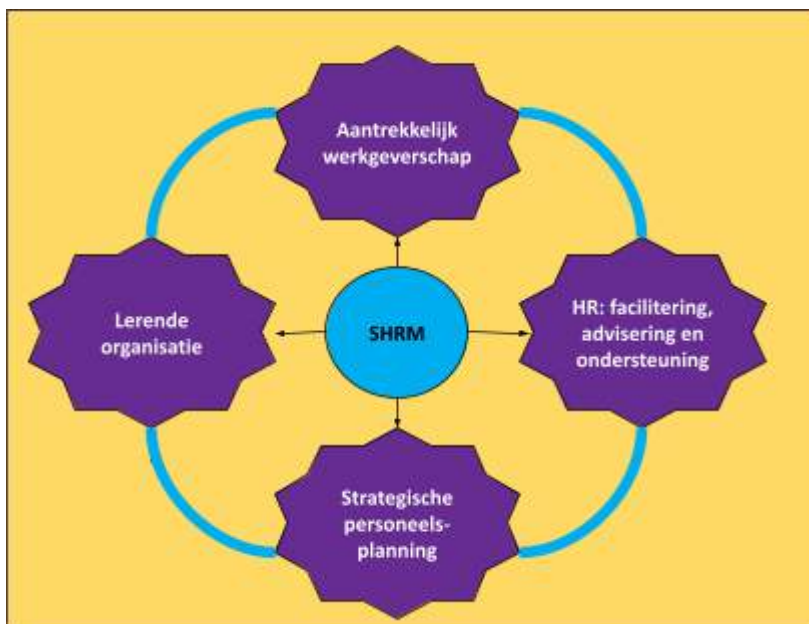 Aantrekkelijk
werkgeverschap
Lerende
organisatie
SHRM
HR: facilitering,
advisering en
ondersteuning
Strategische
personeels-
planning